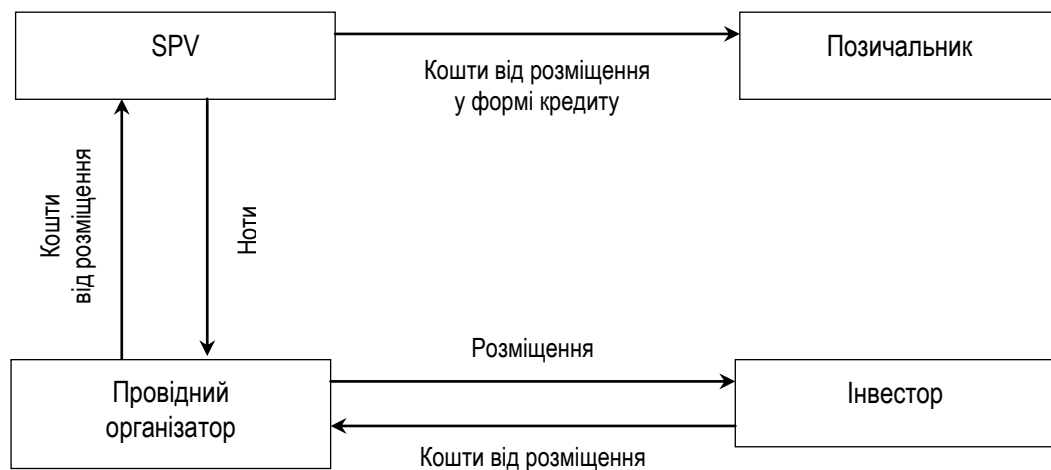 SPV
Позичальник
Кошти від розміщення
у формі кредиту
Кошти
від розміщення
Ноти
Розміщення
Провідний
організатор
Інвестор
Кошти від розміщення